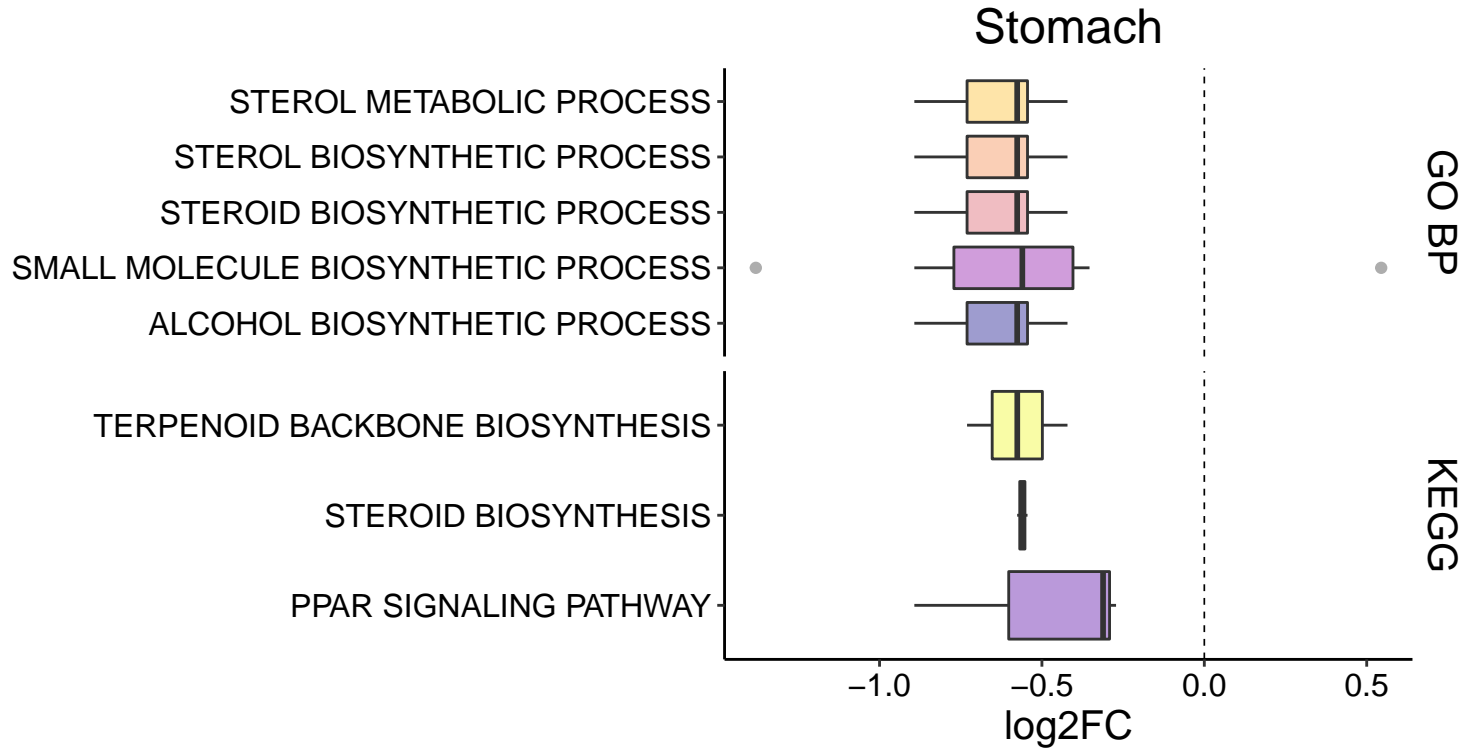 Stomach
STEROL METABOLIC PROCESS
STEROL BIOSYNTHETIC PROCESS
STEROID BIOSYNTHETIC PROCESS
SMALL MOLECULE BIOSYNTHETIC PROCESS
ALCOHOL BIOSYNTHETIC PROCESS
GO BP
TERPENOID BACKBONE BIOSYNTHESIS
STEROID BIOSYNTHESIS
PPAR SIGNALING PATHWAY
KEGG
−1.0 −0.5 0.0 0.5
log2FC